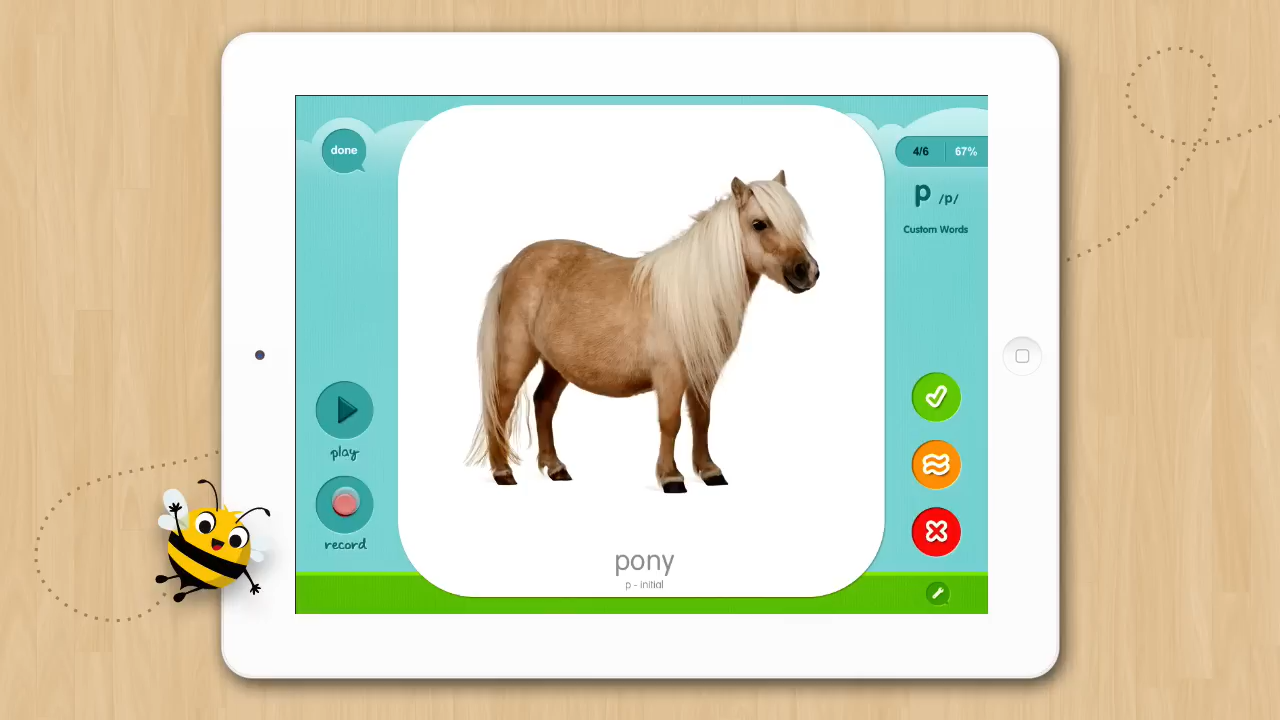 done
4/6 67%
p /p/
Custom Words
play
record
pony
p - initial